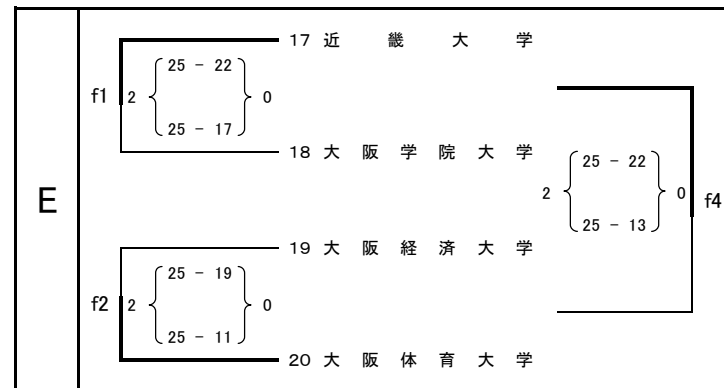 17 近畿大学
25 - 22
f1 2 0
25 - 17
18 大阪学院大学
25 - 22
E 2 0 f4
25 - 13
19 大阪経済大学
25 - 19
f2 2 0
25 - 11
20 大阪体育大学